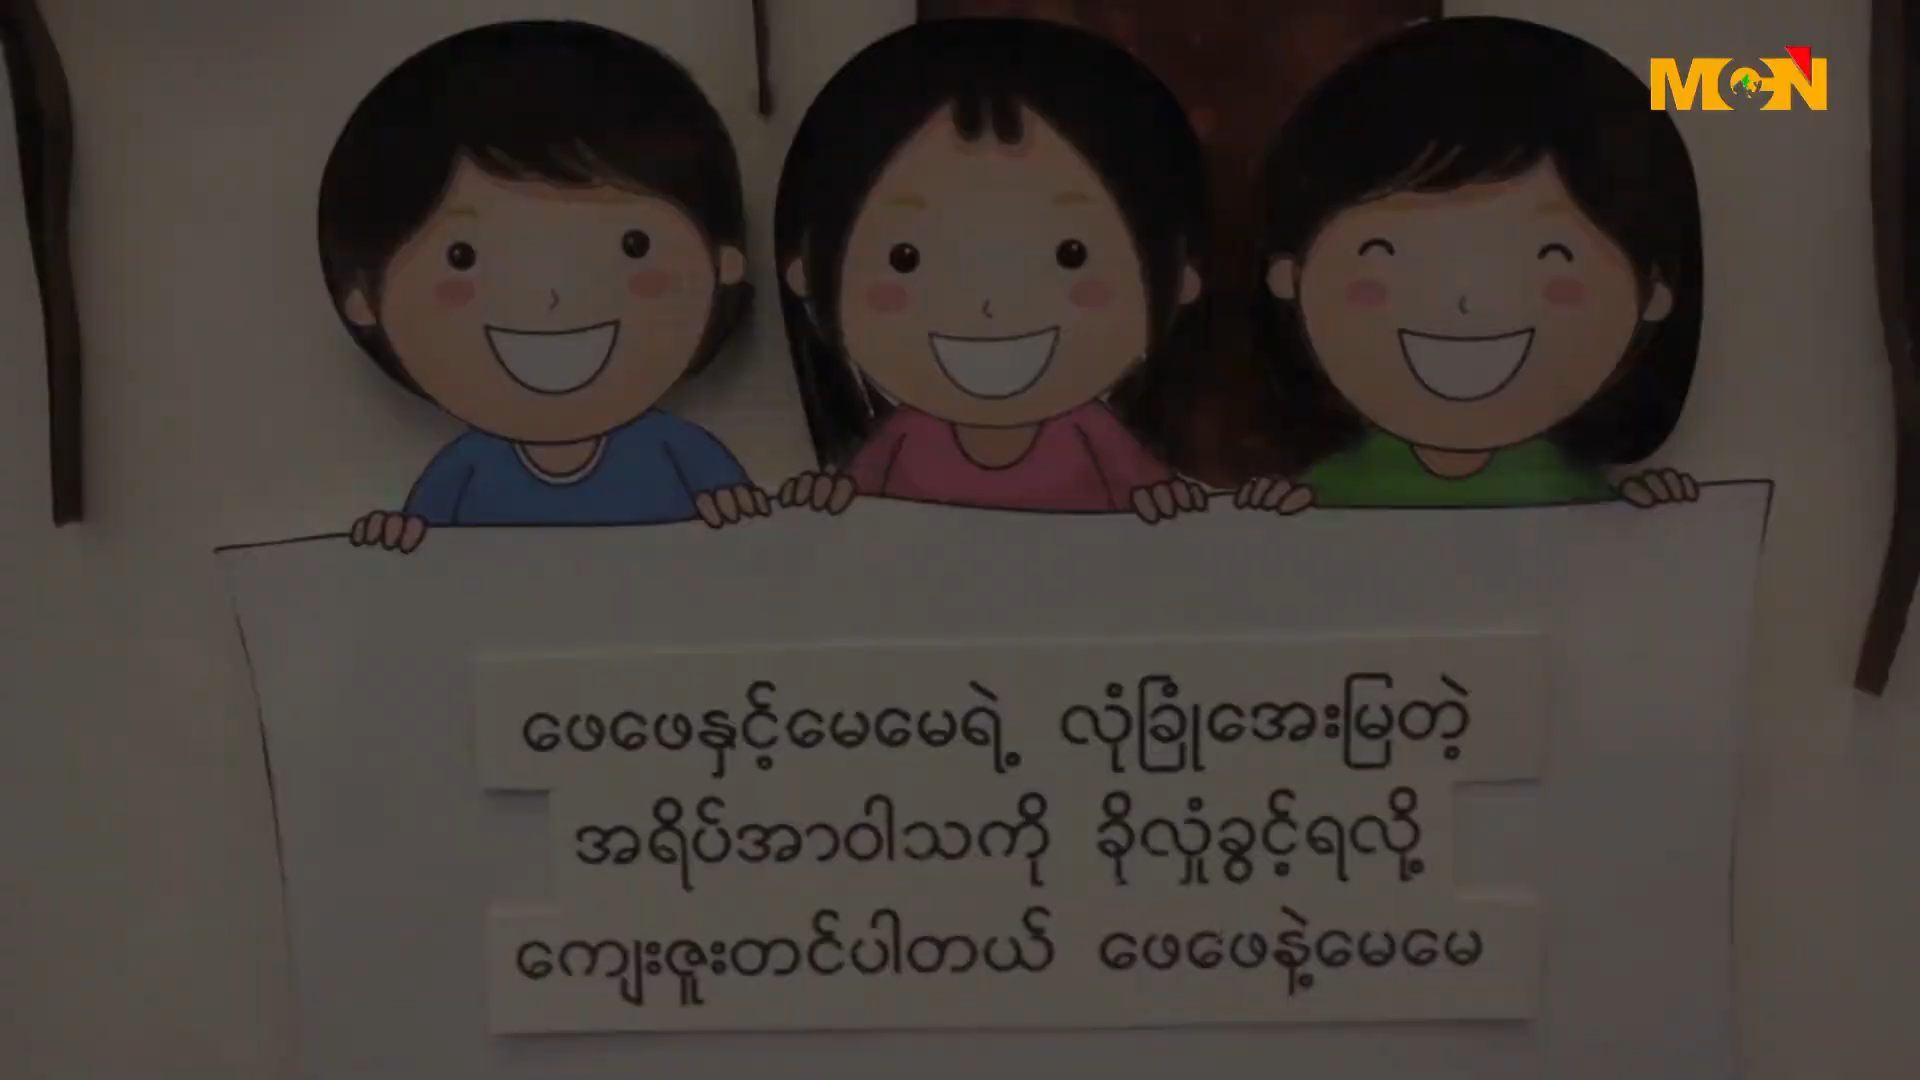 MGN
ဖေဖေနှင့်မေမေရဲ့ လုံခြုံအေးမြတဲ့
အရိပ်အာဝါသကို ခိုလှုံခွင့်ရလို့
ကျေးဇူးတင်ပါတယ် ဖေဖေနဲ့မေမေ